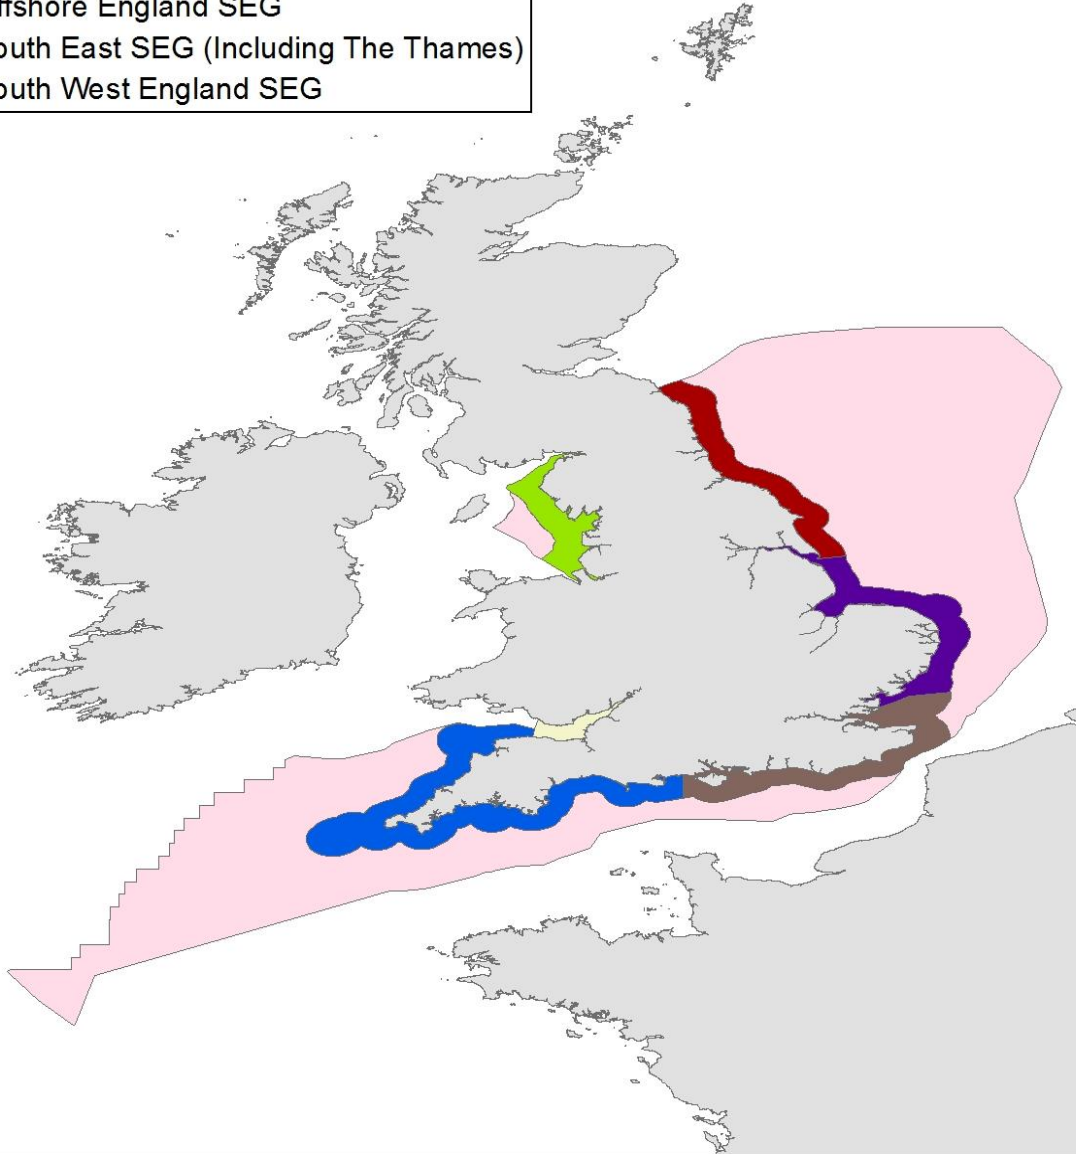 ffshore England SEG
outh East SEG (Including The Thames)
outh West England SEG